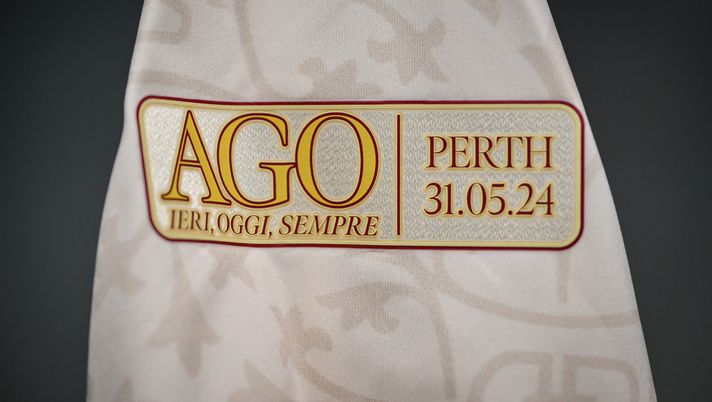 AGO
IERI, OGGI, SEMPRE
PERTH
31.05.24